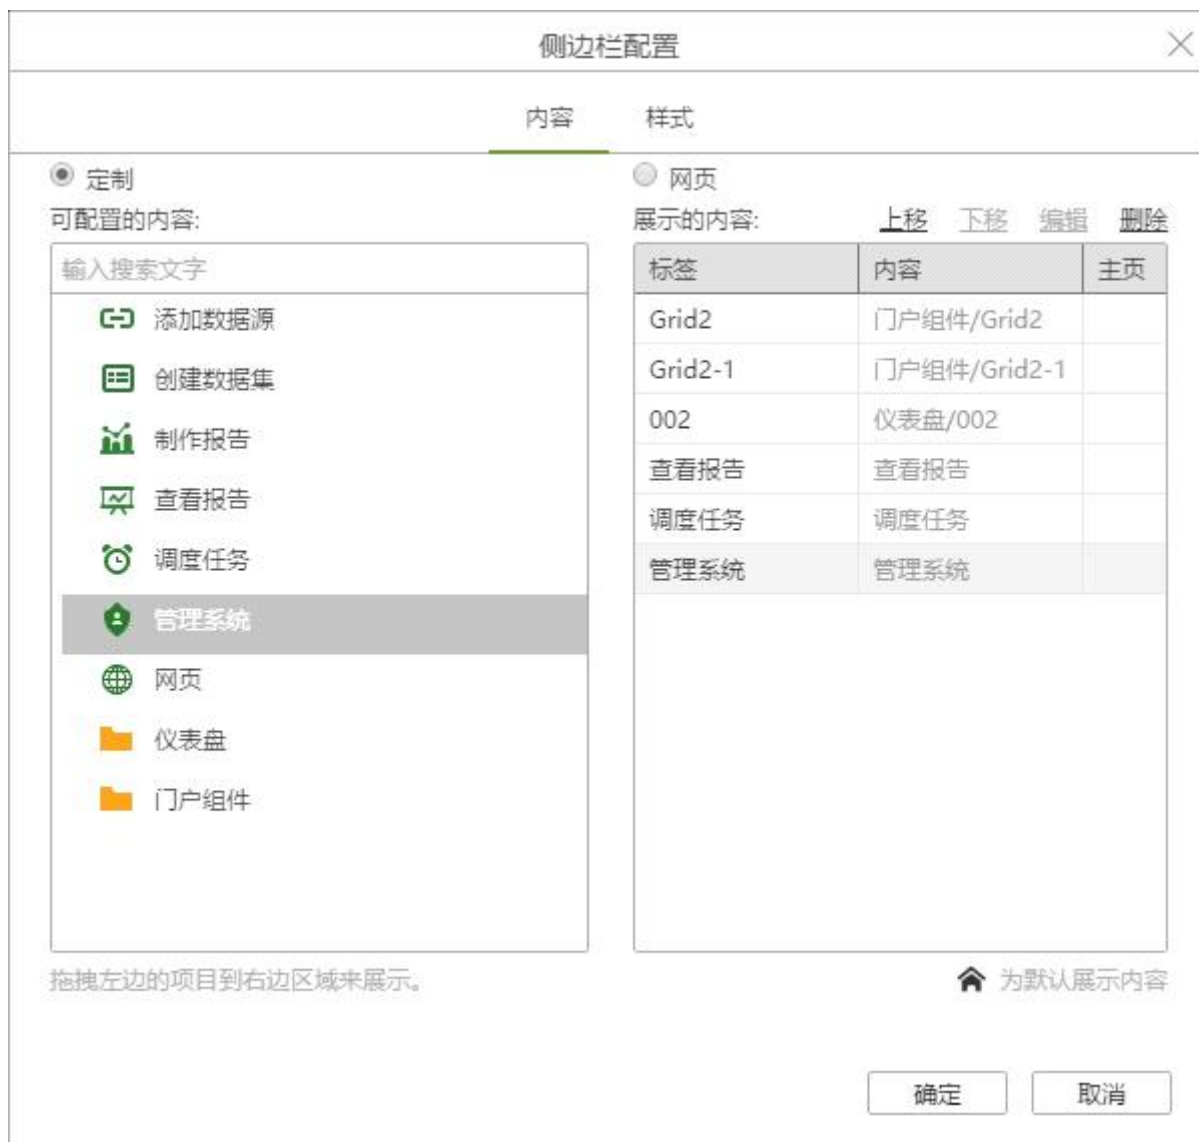 侧边栏配置
内容 样式
定制 网页
可配置的内容: 展示的内容: 上移 下移 编辑 删除
输入搜索文字
添加数据源
创建数据集
制作报告
查看报告
调度任务
管理系统
网页
仪表盘
门户组件
标签 内容 主页
Grid2 门户组件/Grid2
Grid2-1 门户组件/Grid2-1
002 仪表盘/002
查看报告 查看报告
调度任务 调度任务
管理系统 管理系统
拖拽左边的项目到右边区域来展示。 为默认展示内容
确定 取消